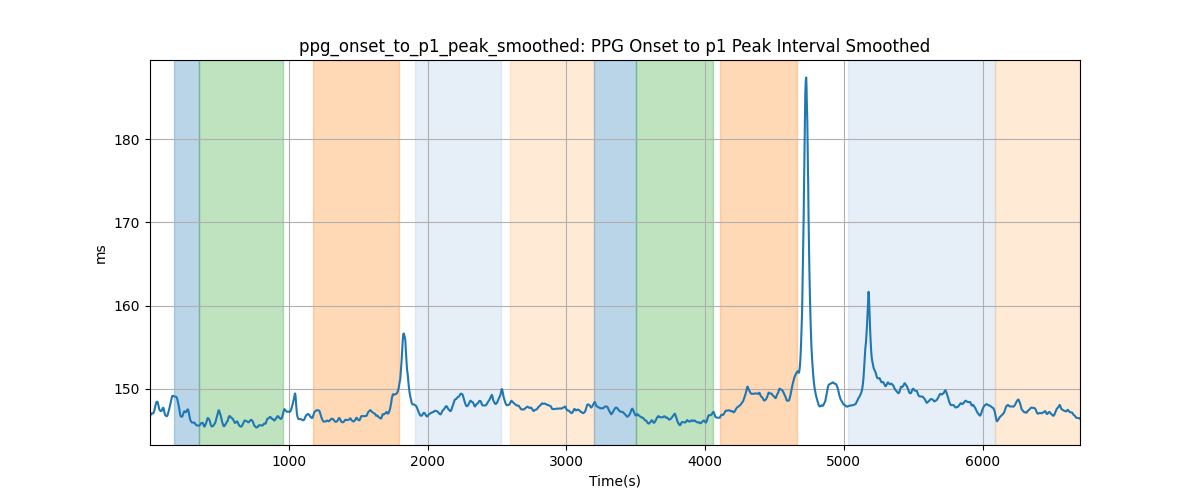 ppg_onset_to_p1_peak_smoothed: PPG Onset to p1 Peak Interval Smoothed
180
170
160
150
ms
1000 2000 3000 4000 5000 6000
Time(s)